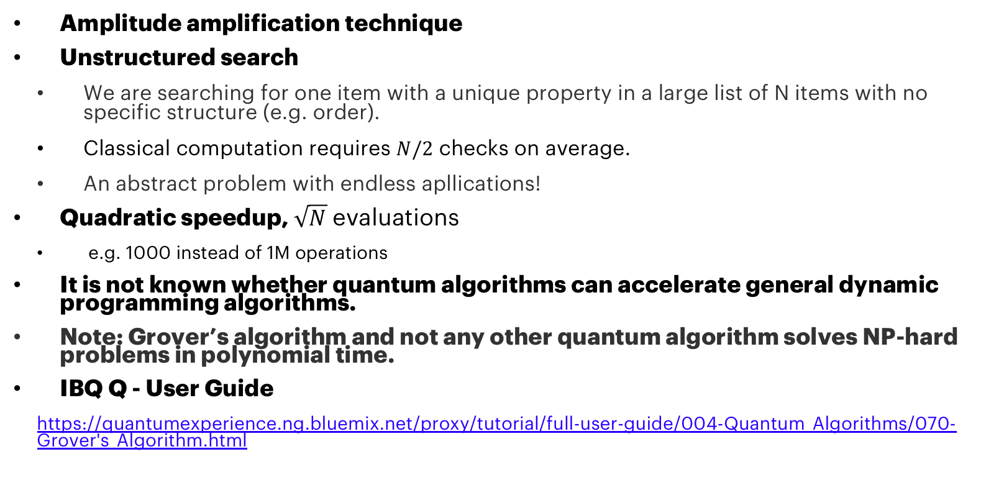 • Amplitude amplification technique
• Unstructured search
• We are searching for one item with a unique property in a large list of N items with no
specific structure (e.g. order).
• Classical computation requires N/2 checks on average.
• An abstract problem with endless apllications!
• Quadratic speedup, √N evaluations
• e.g. 1000 instead of 1M operations
• It is not known whether quantum algorithms can accelerate general dynamic
programming algorithms.
• Note: Grover’s algorithm and not any other quantum algorithm solves NP-hard
problems in polynomial time.
• IBQ Q - User Guide
https://quantumexperience.ng.bluemix.net/proxy/tutorial/full-user-guide/004-Quantum_Algorithms/070-
Grover's_Algorithm.html